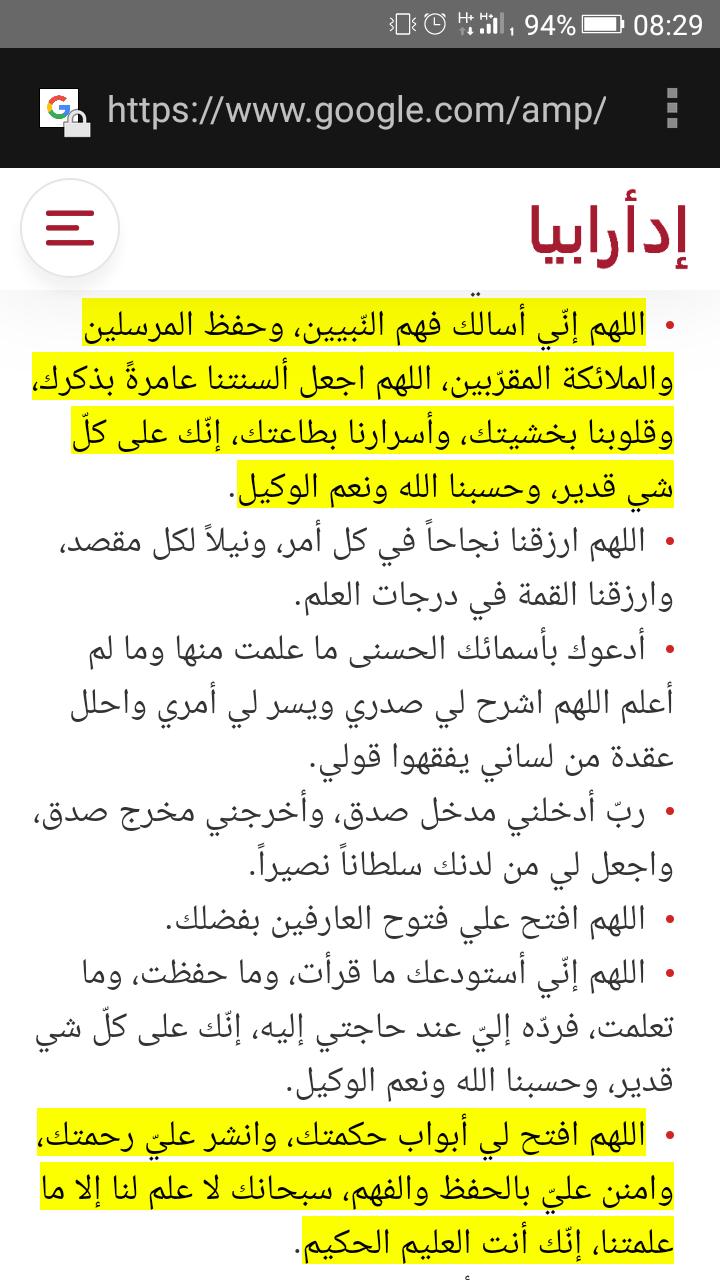 94% 08:29
https://www.google.com/amp/
إدأرابيا
• اللهم إنّي أسالك فهم النّبيين، وحفظ المرسلين
والملائكة المقرّبين، اللهم اجعل ألسنتنا عامرةً بذكرك،
وقلوبنا بخشيتك، وأسرارنا بطاعتك، إنّك على كلّ
شي قدير، وحسبنا الله ونعم الوكيل.
• اللهم ارزقنا نجاحاً في كل أمر، ونيلاً لكل مقصد،
وارزقنا القمة في درجات العلم.
• أدعوك بأسمائك الحسنى ما علمت منها وما لم
أعلم اللهم اشرح لي صدري ويسر لي أمري واحلل
عقدة من لساني يفقهوا قولي.
• ربّ أدخلني مدخل صدق، وأخرجني مخرج صدق،
واجعل لي من لدنك سلطاناً نصيراً.
• اللهم افتح علي فتوح العارفين بفضلك.
• اللهم إنّي أستودعك ما قرأت، وما حفظت، وما
تعلمت، فردّه إليّ عند حاجتي إليه، إنّك على كلّ شي
قدير، وحسبنا الله ونعم الوكيل.
• اللهم افتح لي أبواب حكمتك، وانشر عليّ رحمتك،
وامنن عليّ بالحفظ والفهم، سبحانك لا علم لنا إلا ما
علمتنا، إنّك أنت العليم الحكيم.